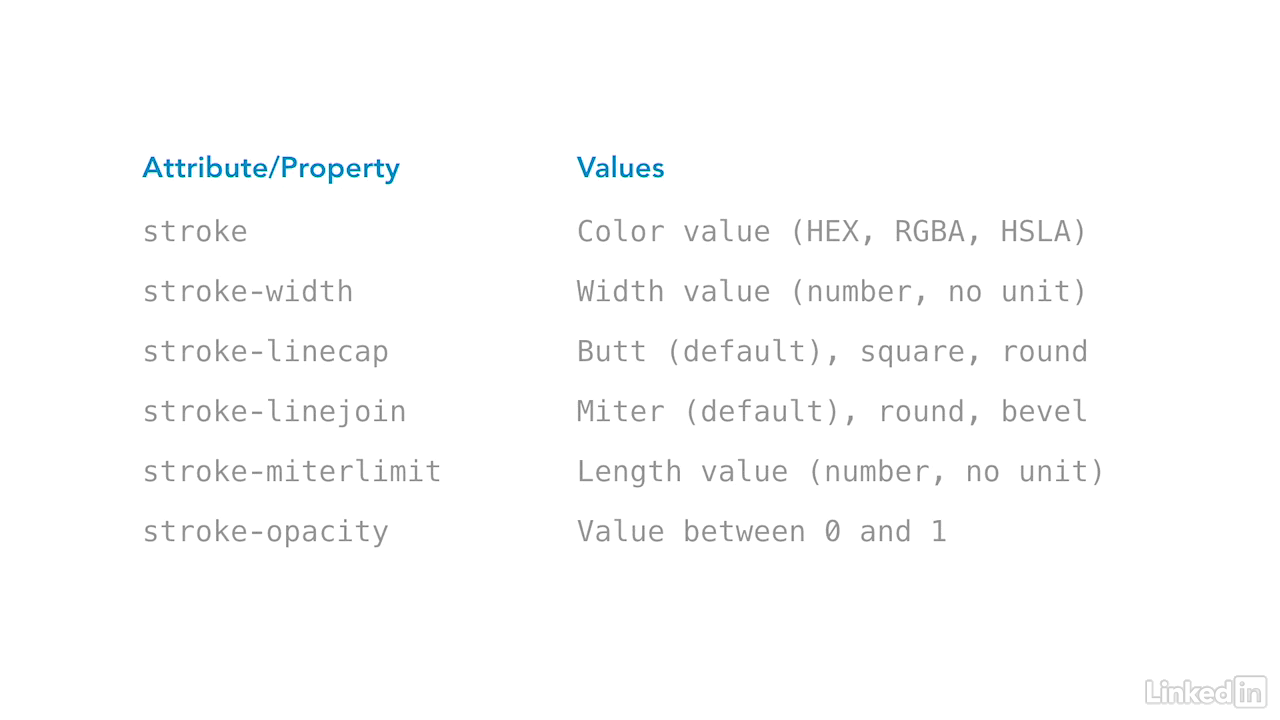 Attribute/Property Values
stroke Color value (HEX, RGBA, HSLA)
stroke-width Width value (number, no unit)
stroke-linecap Butt (default), square, round
stroke-linejoin Miter (default), round, bevel
stroke-miterlimit Length value (number, no unit)
stroke-opacity Value between 0 and 1
Linked in